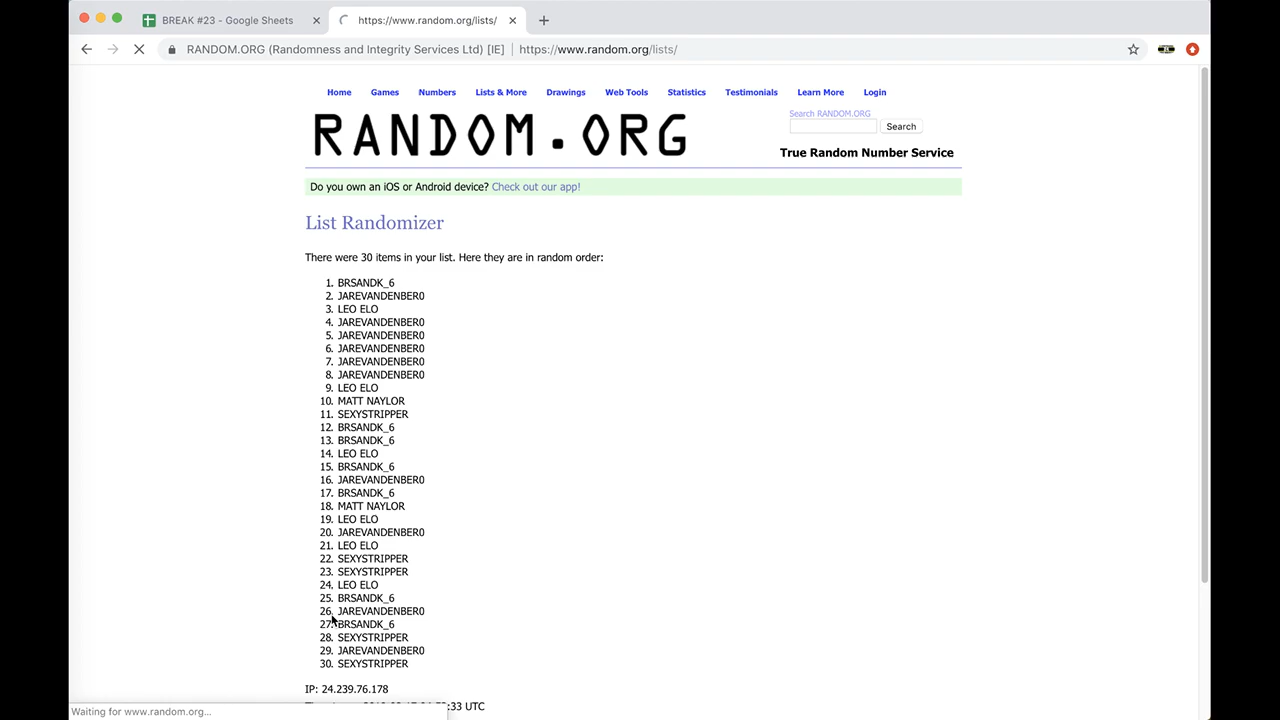 BREAK #23 - Google Sheets
https://www.random.org/lists/
RANDOM.ORG (Randomness and Integrity Services Ltd) [IE] https://www.random.org/lists/
Home Games Numbers Lists & More Drawings Web Tools Statistics Testimonials Learn More Login
Search RANDOM.ORG
Search
RANDOM.ORG
True Random Number Service
Do you own an iOS or Android device? Check out our app!
List Randomizer
There were 30 items in your list. Here they are in random order:
1. BRSANDK_6
2. JAREVANDENBER0
3. LEO ELO
4. JAREVANDENBER0
5. JAREVANDENBER0
6. JAREVANDENBER0
7. JAREVANDENBER0
8. JAREVANDENBER0
9. LEO ELO
10. MATT NAYLOR
11. SEXYSTRIPPER
12. BRSANDK_6
13. BRSANDK_6
14. LEO ELO
15. BRSANDK_6
16. JAREVANDENBER0
17. BRSANDK_6
18. MATT NAYLOR
19. LEO ELO
20. JAREVANDENBER0
21. LEO ELO
22. SEXYSTRIPPER
23. SEXYSTRIPPER
24. LEO ELO
25. BRSANDK_6
26. JAREVANDENBER0
27. BRSANDK_6
28. SEXYSTRIPPER
29. JAREVANDENBER0
30. SEXYSTRIPPER
IP: 24.239.76.178
:33 UTC
Waiting for www.random.org...